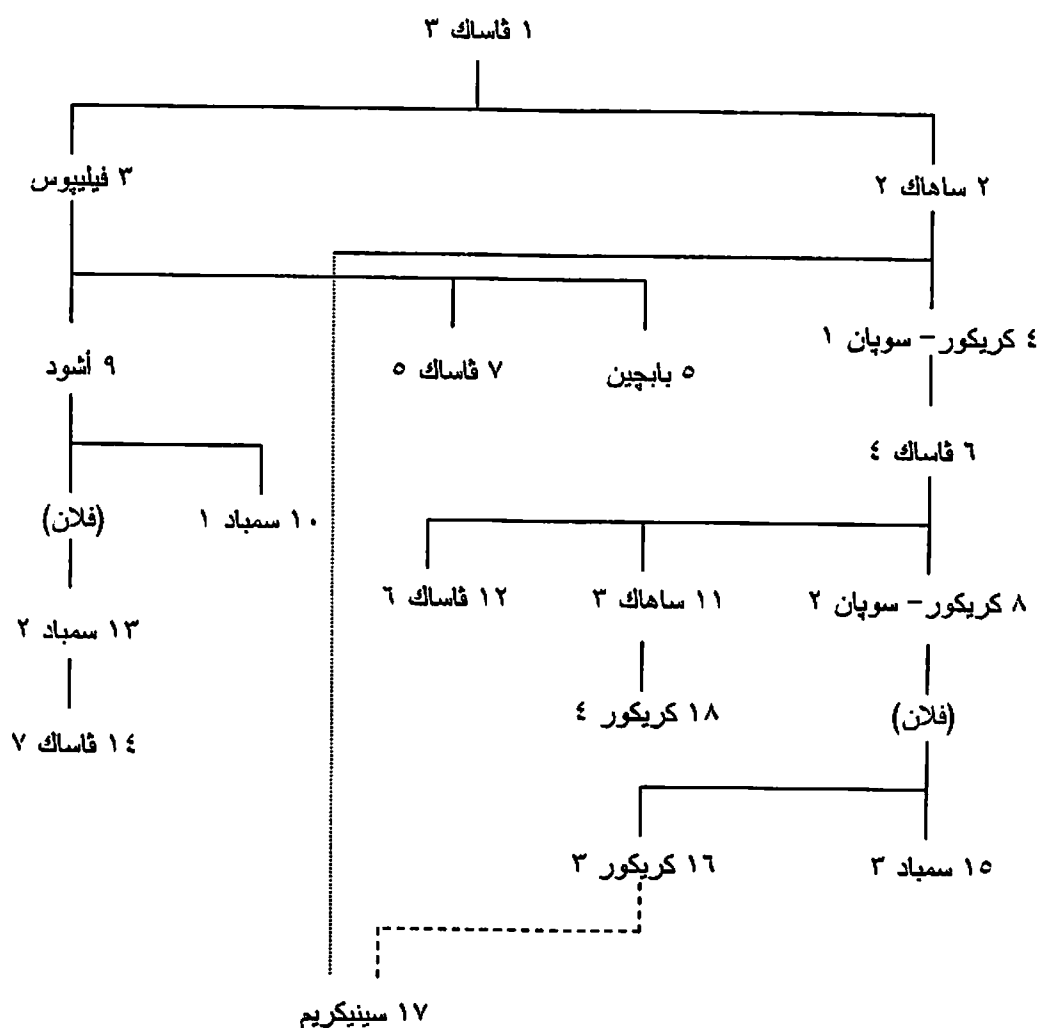 ١ ڤاساك ٣
٢ ساهاك ٢
٣ فيليپوس
٤ كريكور – سوپان ١
٥ بابچين
٧ ڤاساك ٥
٩ أشود
٦ ڤاساك ٤
١٠ سمباد ١
(فلان)
٨ كريكور – سوپان ٢
١١ ساهاك ٣
١٢ ڤاساك ٦
١٣ سمباد ٢
(فلان)
١٨ كريكور ٤
١٤ ڤاساك ٧
١٥ سمباد ٣
١٦ كريكور ٣
١٧ سينيكريم